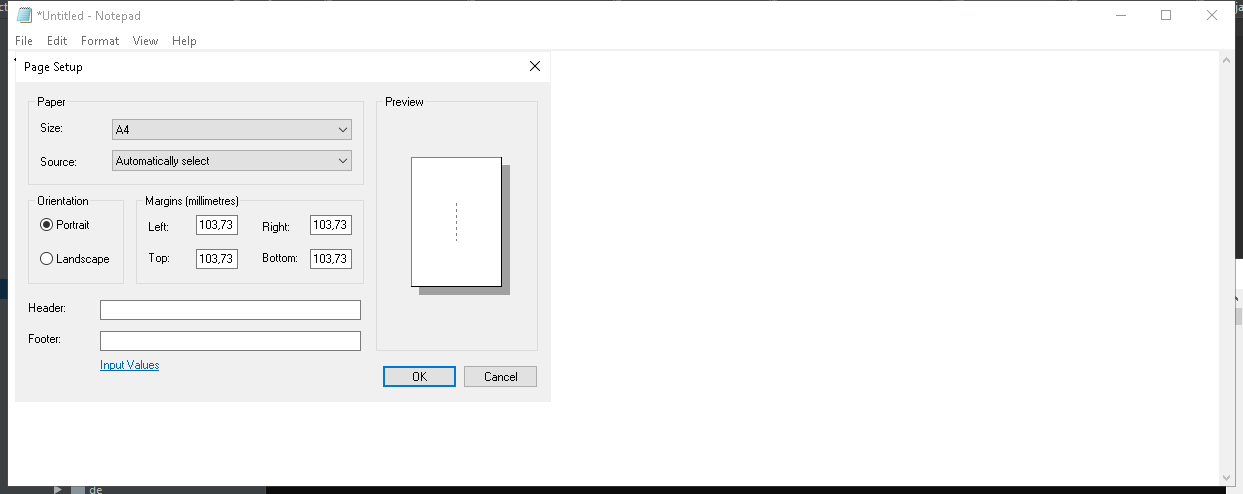 *Untitled - Notepad
File Edit Format View Help
Page Setup
Paper
Size: A4
Source: Automatically select
Orientation
Portrait
Landscape
Margins (millimetres)
Left: 103,73 Right: 103,73
Top: 103,73 Bottom: 103,73
Header:
Footer:
Input Values
Preview
OK Cancel
de